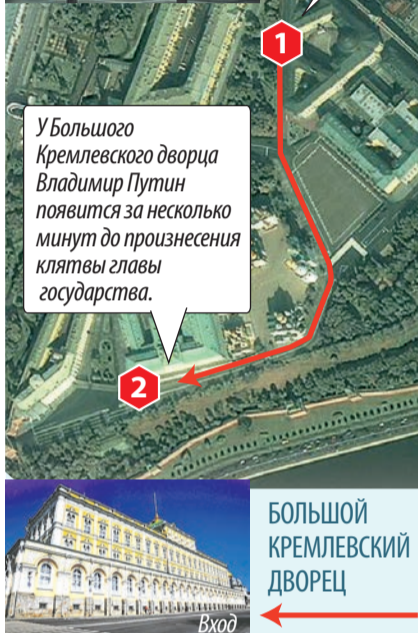 1
У Большого
Кремлевского дворца
Владимир Путин
появится за несколько
минут до произнесения
клятвы главы
государства.
2
БОЛЬШОЙ
КРЕМЛЕВСКИЙ
ДВОРЕЦ
Вход